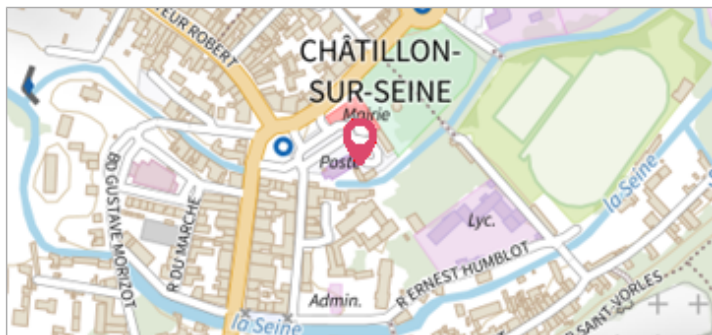 EUR ROBERT
CHÂTILLON-
SUR-SEINE
Mairie
Poste
BD GUSTAVE MORIZOT
R DU MARCHE
la Seine
Lyc.
R ERNEST HUMBLOT
Admin.
la Seine
SAINT-VORLES